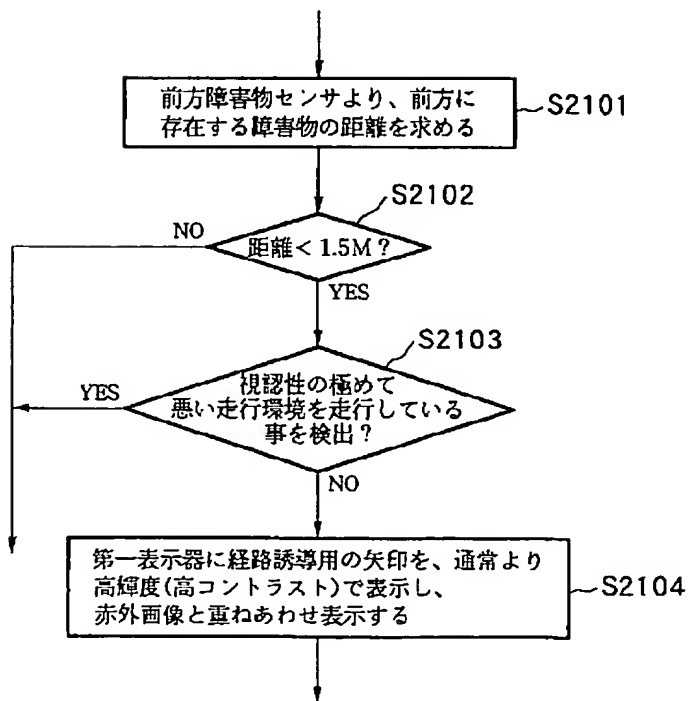 前方障害物センサより、前方に
存在する障害物の距離を求める
S2101
S2102
NO
距離< 1.5M?
YES
S2103
YES
視認性の極めて
悪い走行環境を走行している
事を検出?
NO
第一表示器に経路誘導用の矢印を、通常より
高輝度(高コントラスト)で表示し、
赤外画像と重ねあわせ表示する
S2104